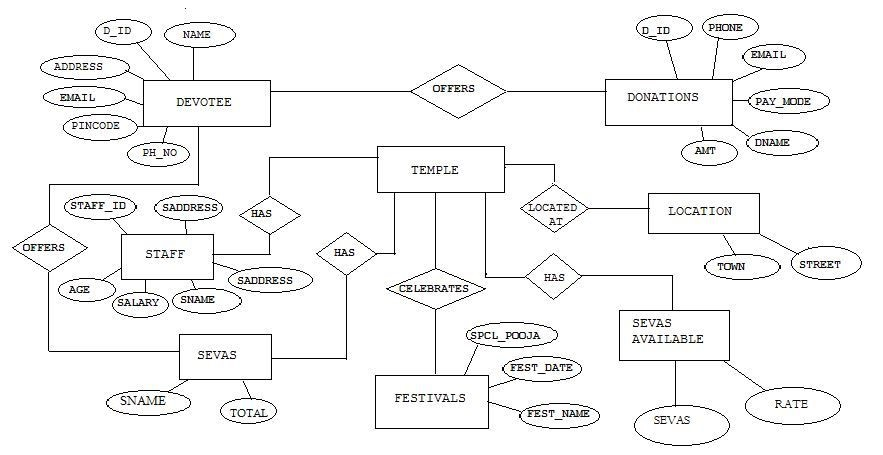 D_ID
NAME
D_ID
PHONE
ADDRESS
EMAIL
EMAIL
DEVOTEE
OFFERS
DONATIONS
PAY_MODE
PINCODE
PH_NO
AMT
DNAME
TEMPLE
STAFF_ID
SADDRESS
HAS
LOCATED
AT
LOCATION
OFFERS
STAFF
HAS
TOWN
STREET
AGE
SALARY
SNAME
SADDRESS
CELEBRATES
HAS
SEVAS
AVAILABLE
SPCL_POOJA
SEVAS
FEST_DATE
SNAME
TOTAL
FESTIVALS
FEST_NAME
SEVAS
RATE